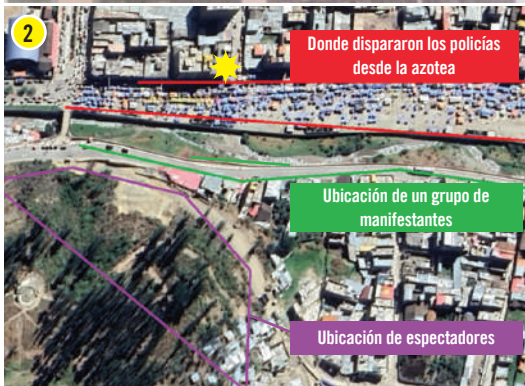 2
Donde dispararon los policías
desde la azotea
Ubicación de un grupo de
manifestantes
Ubicación de espectadores